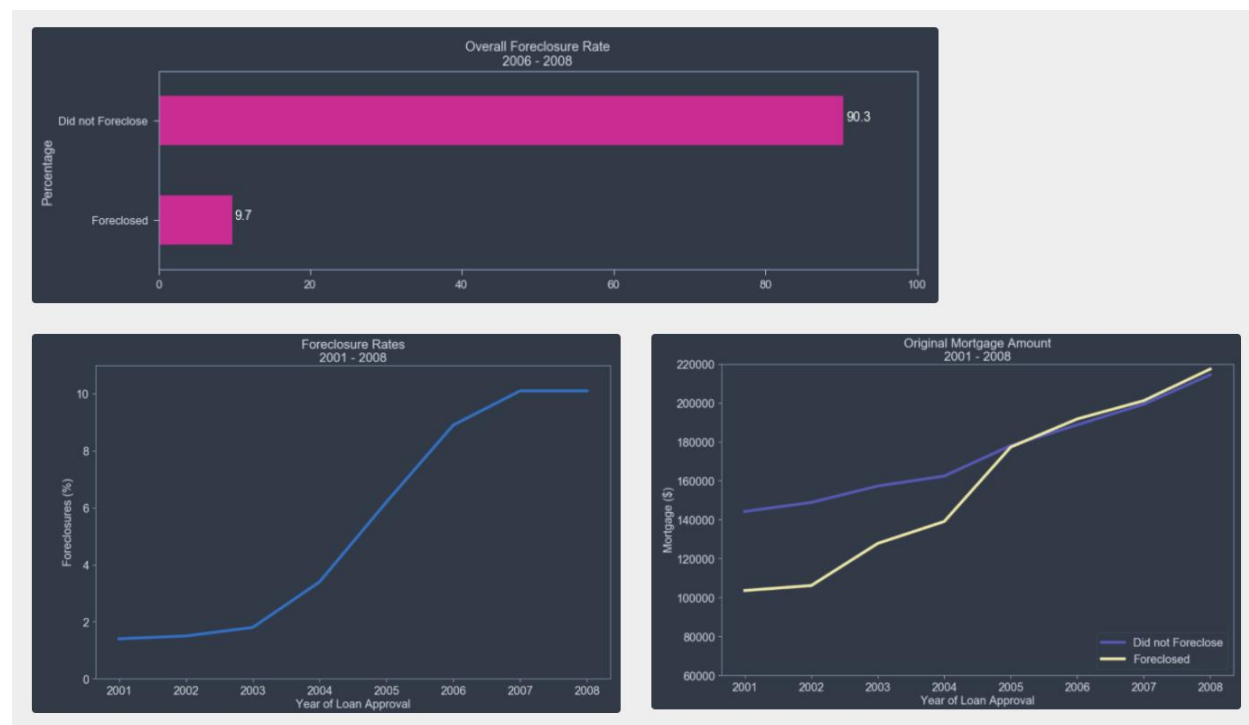 Overall Foreclosure Rate
2006 - 2008
Percentage
Did not Foreclose
90.3
Foreclosed
9.7
0 20 40 60 80 100
Foreclosure Rates
2001 - 2008
Foreclosures (%)
10
8
6
4
2
0
2001 2002 2003 2004 2005 2006 2007 2008
Year of Loan Approval
Original Mortgage Amount
2001 - 2008
Mortgage ($)
220000
200000
180000
160000
140000
120000
100000
80000
60000
Did not Foreclose
Foreclosed
2001 2002 2003 2004 2005 2006 2007 2008
Year of Loan Approval